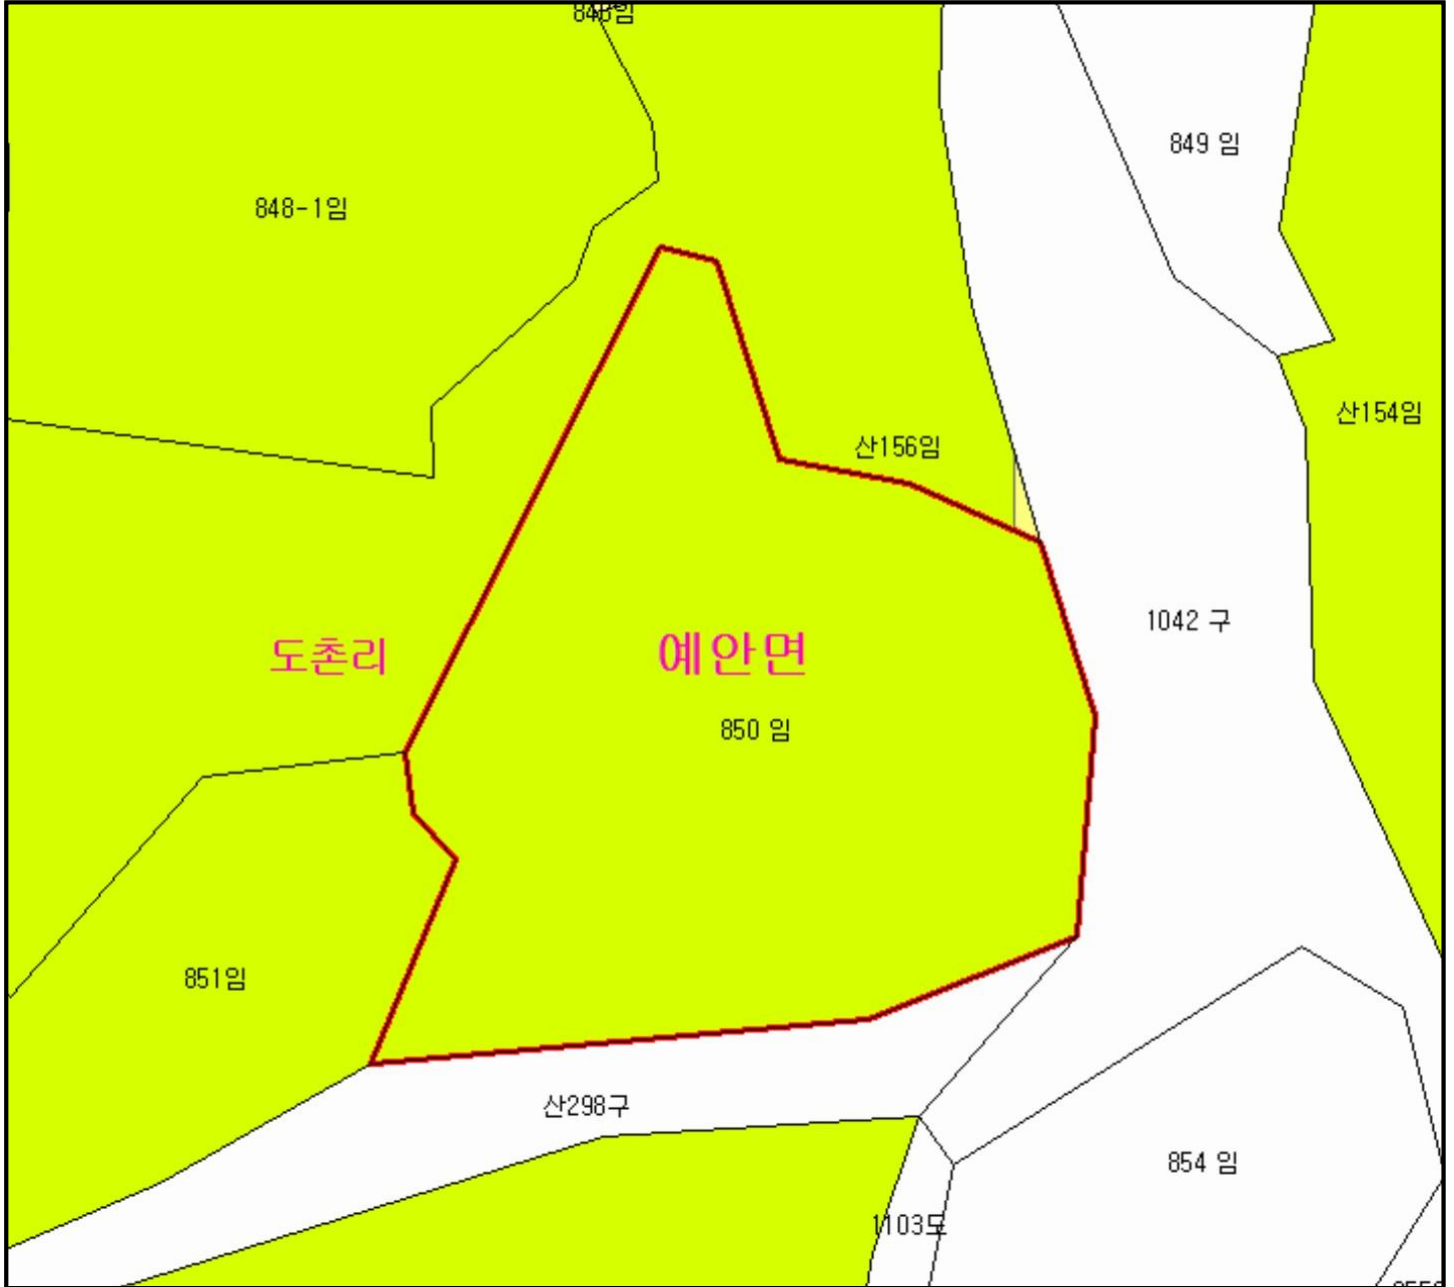 849 임
848-1임
산154임
산156임
1042 구
도촌리
예안면
850 임
851임
산298구
854 임
1103도